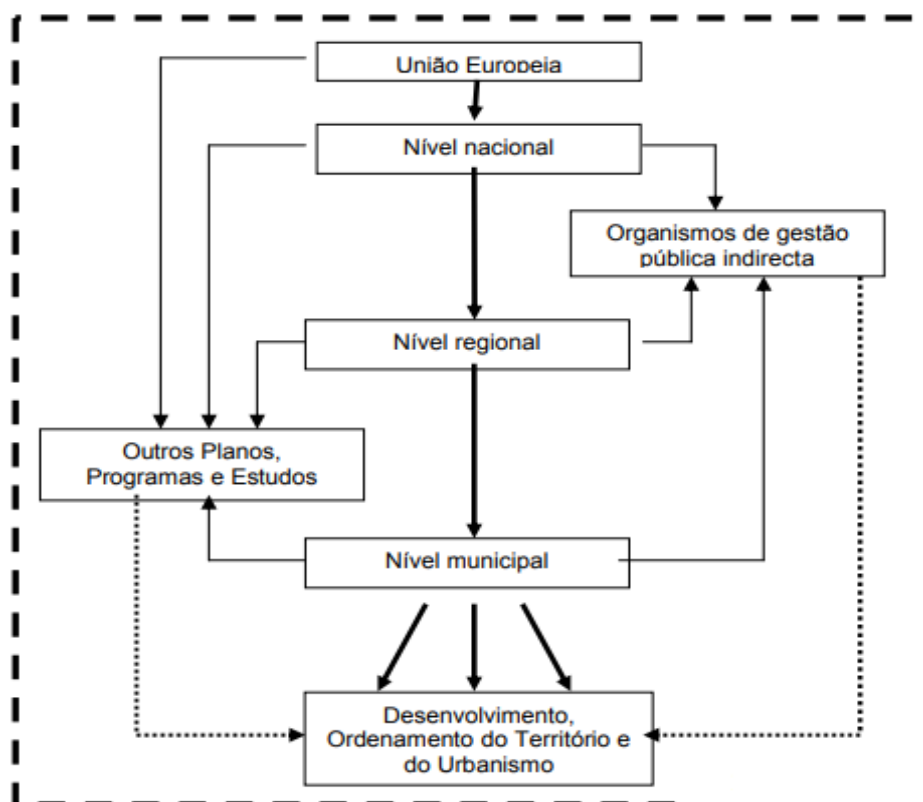 União Europeia
Nível nacional
Organismos de gestão
pública indirecta
Nível regional
Outros Planos,
Programas e Estudos
Nível municipal
Desenvolvimento,
Ordenamento do Território e
do Urbanismo